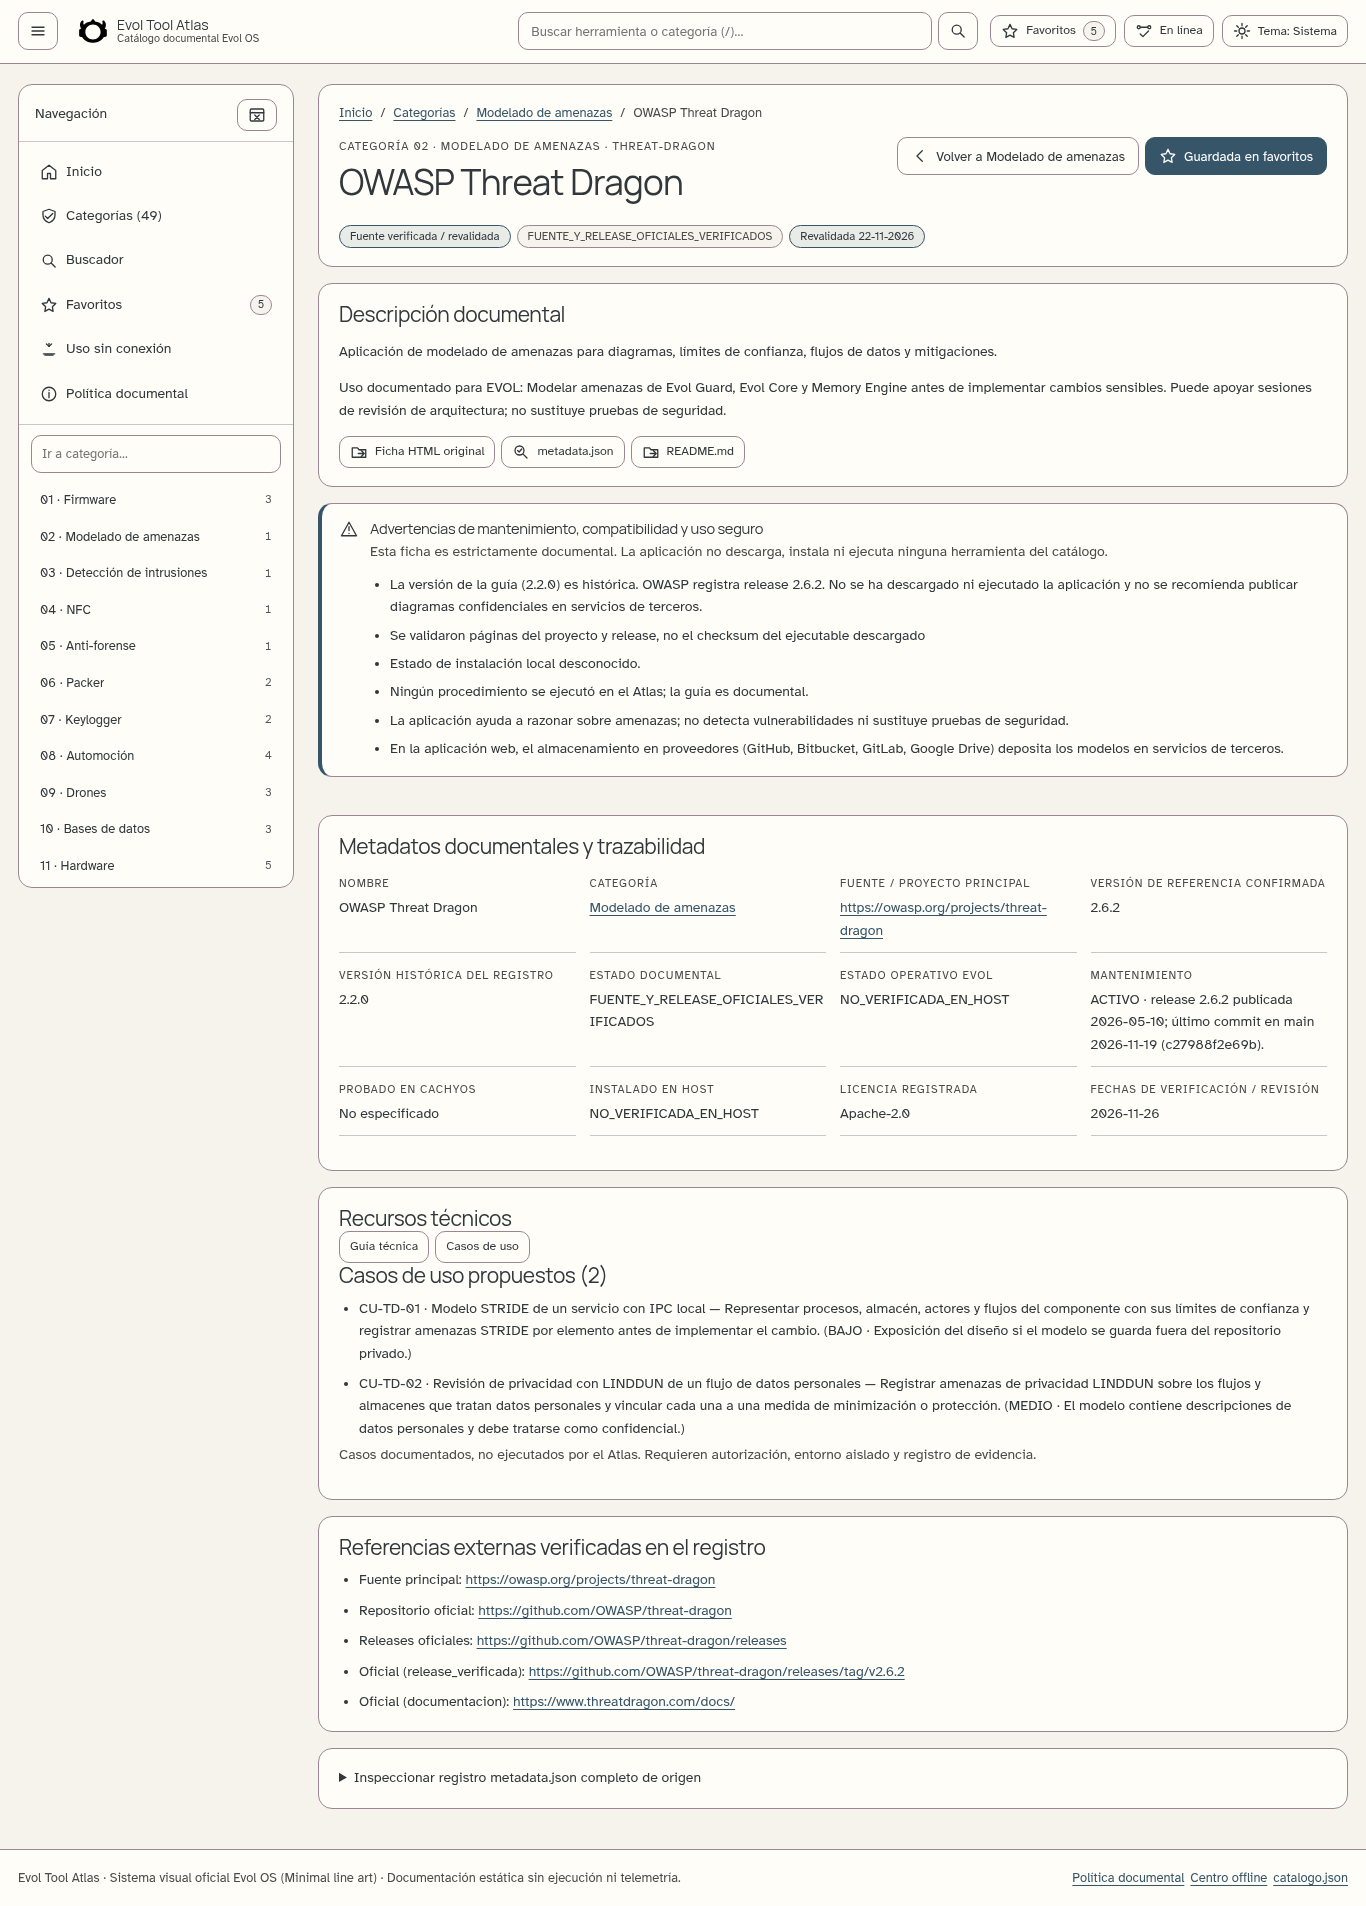 Evol Tool Atlas
Catálogo documental Evol OS
Buscar herramienta o categoría (/)...
Favoritos 5
En línea
Tema: Sistema
Navegación
Inicio
Categorías (49)
Buscador
Favoritos 5
Uso sin conexión
Política documental
Ir a categoría...
01 · Firmware 3
02 · Modelado de amenazas 1
03 · Detección de intrusiones 1
04 · NFC 1
05 · Anti-forense 1
06 · Packer 2
07 · Keylogger 2
08 · Automoción 4
09 · Drones 3
10 · Bases de datos 3
11 · Hardware 5
Inicio / Categorías / Modelado de amenazas / OWASP Threat Dragon
CATEGORÍA 02 · MODELADO DE AMENAZAS · THREAT-DRAGON
OWASP Threat Dragon
Volver a Modelado de amenazas
Guardada en favoritos
Fuente verificada / revalidada
FUENTE_Y_RELEASE_OFICIALES_VERIFICADOS
Revalidada 22-11-2026
Descripción documental
Aplicación de modelado de amenazas para diagramas, límites de confianza, flujos de datos y mitigaciones.
Uso documentado para EVOL: Modelar amenazas de Evol Guard, Evol Core y Memory Engine antes de implementar cambios sensibles. Puede apoyar sesiones
de revisión de arquitectura; no sustituye pruebas de seguridad.
Ficha HTML original
metadata.json
README.md
Advertencias de mantenimiento, compatibilidad y uso seguro
Esta ficha es estrictamente documental. La aplicación no descarga, instala ni ejecuta ninguna herramienta del catálogo.
• La versión de la guía (2.2.0) es histórica. OWASP registra release 2.6.2. No se ha descargado ni ejecutado la aplicación y no se recomienda publicar
diagramas confidenciales en servicios de terceros.
• Se validaron páginas del proyecto y release, no el checksum del ejecutable descargado
• Estado de instalación local desconocido.
• Ningún procedimiento se ejecutó en el Atlas; la guía es documental.
• La aplicación ayuda a razonar sobre amenazas; no detecta vulnerabilidades ni sustituye pruebas de seguridad.
• En la aplicación web, el almacenamiento en proveedores (GitHub, Bitbucket, GitLab, Google Drive) deposita los modelos en servicios de terceros.
Metadatos documentales y trazabilidad
NOMBRE
OWASP Threat Dragon
CATEGORÍA
Modelado de amenazas
FUENTE / PROYECTO PRINCIPAL
https://owasp.org/projects/threat-
dragon
VERSIÓN DE REFERENCIA CONFIRMADA
2.6.2
VERSIÓN HISTÓRICA DEL REGISTRO
2.2.0
ESTADO DOCUMENTAL
FUENTE_Y_RELEASE_OFICIALES_VER
IFICADOS
ESTADO OPERATIVO EVOL
NO_VERIFICADA_EN_HOST
MANTENIMIENTO
ACTIVO · release 2.6.2 publicada
2026-05-10; último commit en main
2026-11-19 (c27988f2e69b).
PROBADO EN CACHYOS
No especificado
INSTALADO EN HOST
NO_VERIFICADA_EN_HOST
LICENCIA REGISTRADA
Apache-2.0
FECHAS DE VERIFICACIÓN / REVISIÓN
2026-11-26
Recursos técnicos
Guía técnica
Casos de uso
Casos de uso propuestos (2)
• CU-TD-01 · Modelo STRIDE de un servicio con IPC local — Representar procesos, almacén, actores y flujos del componente con sus límites de confianza y
registrar amenazas STRIDE por elemento antes de implementar el cambio. (BAJO · Exposición del diseño si el modelo se guarda fuera del repositorio
privado.)
• CU-TD-02 · Revisión de privacidad con LINDDUN de un flujo de datos personales — Registrar amenazas de privacidad LINDDUN sobre los flujos y
almacenes que tratan datos personales y vincular cada una a una medida de minimización o protección. (MEDIO · El modelo contiene descripciones de
datos personales y debe tratarse como confidencial.)
Casos documentados, no ejecutados por el Atlas. Requieren autorización, entorno aislado y registro de evidencia.
Referencias externas verificadas en el registro
• Fuente principal: https://owasp.org/projects/threat-dragon
• Repositorio oficial: https://github.com/OWASP/threat-dragon
• Releases oficiales: https://github.com/OWASP/threat-dragon/releases
• Oficial (release_verificada): https://github.com/OWASP/threat-dragon/releases/tag/v2.6.2
• Oficial (documentacion): https://www.threatdragon.com/docs/
Inspeccionar registro metadata.json completo de origen
Evol Tool Atlas · Sistema visual oficial Evol OS (Minimal line art) · Documentación estática sin ejecución ni telemetría.
Política documental Centro offline catalogo.json